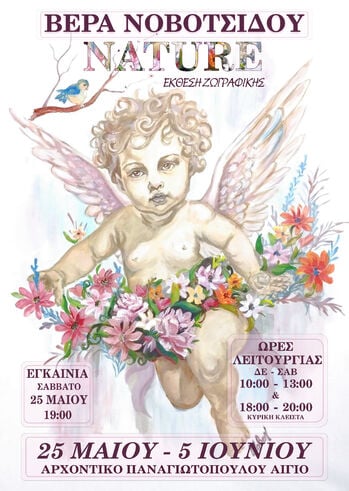 ΒΕΡΑ ΝΟΒΟΤΣΙΔΟΥ
NATURE
ΕΚΘΕΣΗ ΖΩΓΡΑΦΙΚΗΣ
ΕΓΚΑΙΝΙΑ
ΣΑΒΒΑΤΟ
25 ΜΑΙΟΥ
19:00
ΩΡΕΣ
ΛΕΙΤΟΥΡΓΙΑΣ
ΔΕ - ΣΑΒ
10:00 - 13:00
&
18:00 - 20:00
ΚΥΡΙΚΗ ΚΛΕΙΣΤΑ
25 ΜΑΙΟΥ - 5 ΙΟΥΝΙΟΥ
ΑΡΧΟΝΤΙΚΟ ΠΑΝΑΓΙΩΤΟΠΟΥΛΟΥ ΑΙΓΙΟ